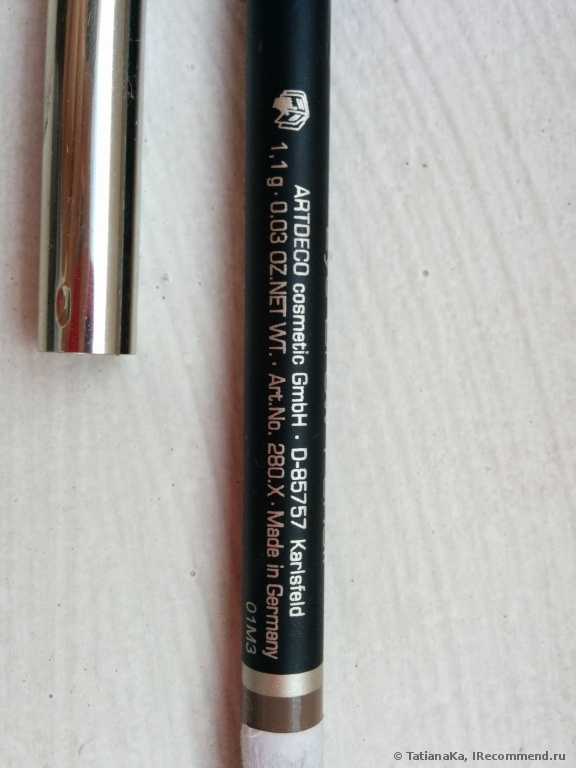 ARTDECO cosmetic GmbH · D-85757 Karlsfeld
1,1 g · 0.03 OZ.NET WT. · Art.No. 280.X · Made in Germany
01M3
© TatianaKa, IRecommend.ru